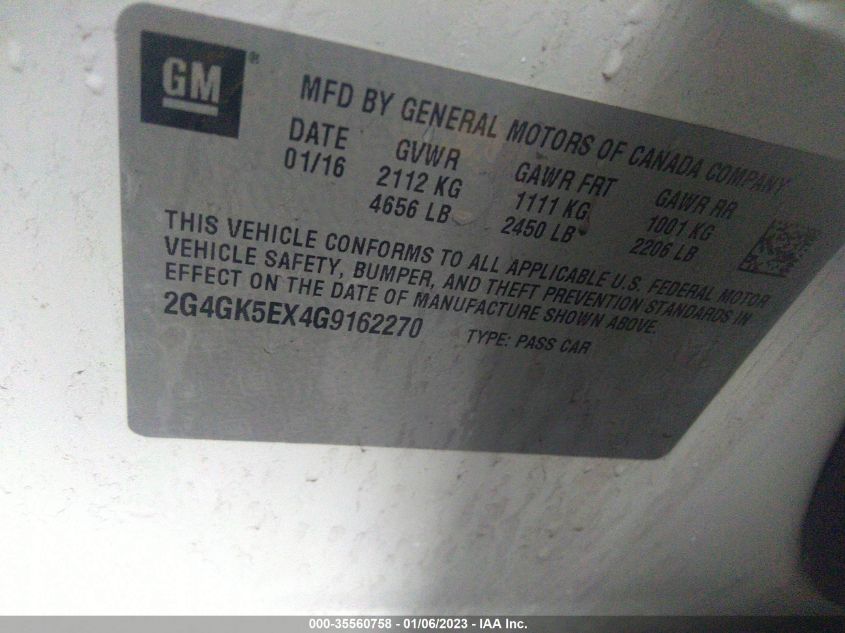 GM®
MFD BY GENERAL MOTORS OF CANADA COMPANY
DATE GVWR GAWR FRT GAWR RR
01/16 2112 KG 1111 KG 1001 KG
4656 LB 2450 LB 2206 LB
THIS VEHICLE CONFORMS TO ALL APPLICABLE U.S. FEDERAL MOTOR
VEHICLE SAFETY, BUMPER, AND THEFT PREVENTION STANDARDS IN
EFFECT ON THE DATE OF MANUFACTURE SHOWN ABOVE.
2G4GK5EX4G9162270 TYPE: PASS CAR
000-35560758 - 01/06/2023 - IAA Inc.